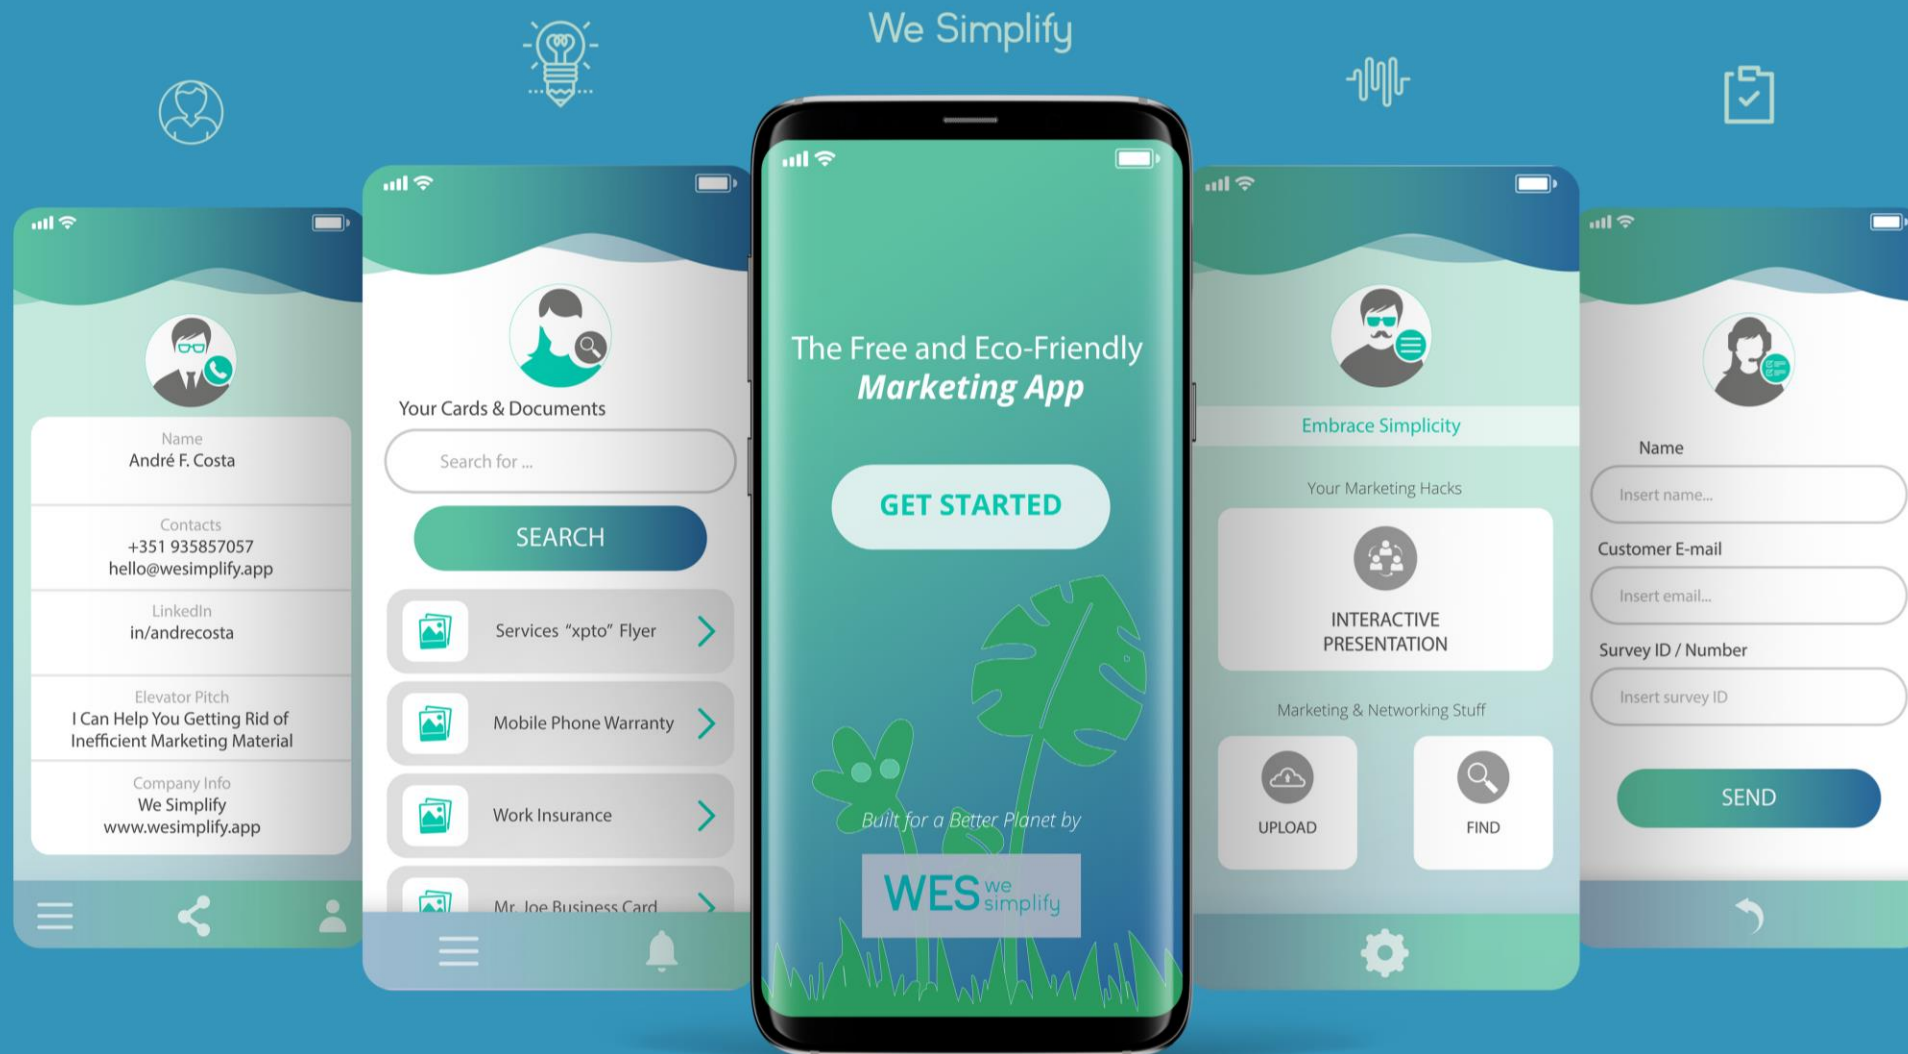 We Simplify
Name
André F. Costa
Contacts
+351 935857057
hello@wesimplify.app
LinkedIn
in/andrecosta
Elevator Pitch
I Can Help You Getting Rid of
Inefficient Marketing Material
Company Info
We Simplify
www.wesimplify.app
Your Cards & Documents
Search for ...
SEARCH
Services “xpto” Flyer
Mobile Phone Warranty
Work Insurance
Mr. Joe Business Card
The Free and Eco-Friendly
Marketing App
GET STARTED
Built for a Better Planet by
WES we
simplify
Embrace Simplicity
Your Marketing Hacks
INTERACTIVE
PRESENTATION
Marketing & Networking Stuff
UPLOAD
FIND
Name
Insert name...
Customer E-mail
Insert email...
Survey ID / Number
Insert survey ID
SEND